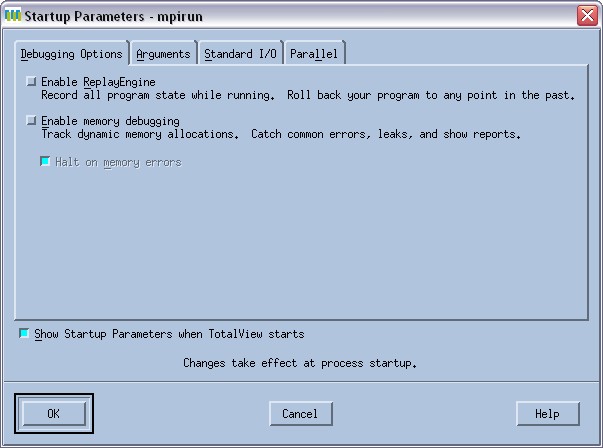 Startup Parameters - mpirun
Debugging Options
Arguments
Standard I/O
Parallel
Enable ReplayEngine
Record all program state while running. Roll back your program to any point in the past.
Enable memory debugging
Track dynamic memory allocations. Catch common errors, leaks, and show reports.
Halt on memory errors
Show Startup Parameters when TotalView starts
Changes take effect at process startup.
OK
Cancel
Help